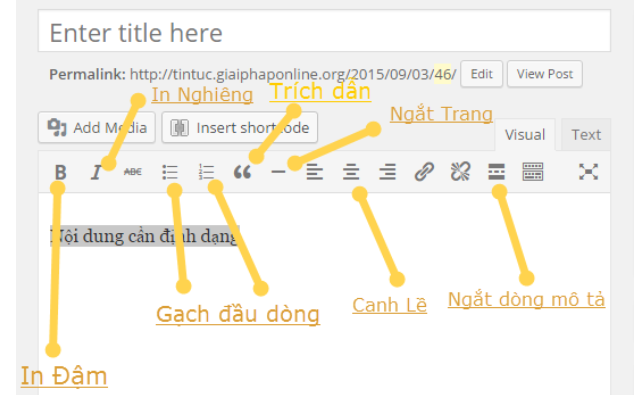 Enter title here
Permalink: http://tintuc.giaiphaponline.org/2015/09/03/46/ Edit View Post
In Nghiêng
Trích dẫn
Ngắt Trang
Add Media Insert shortcode
Visual Text
B I ABC
Nội dung cần định dạng
Gạch đầu dòng
Canh Lề
Ngắt dòng mô tả
In Đậm